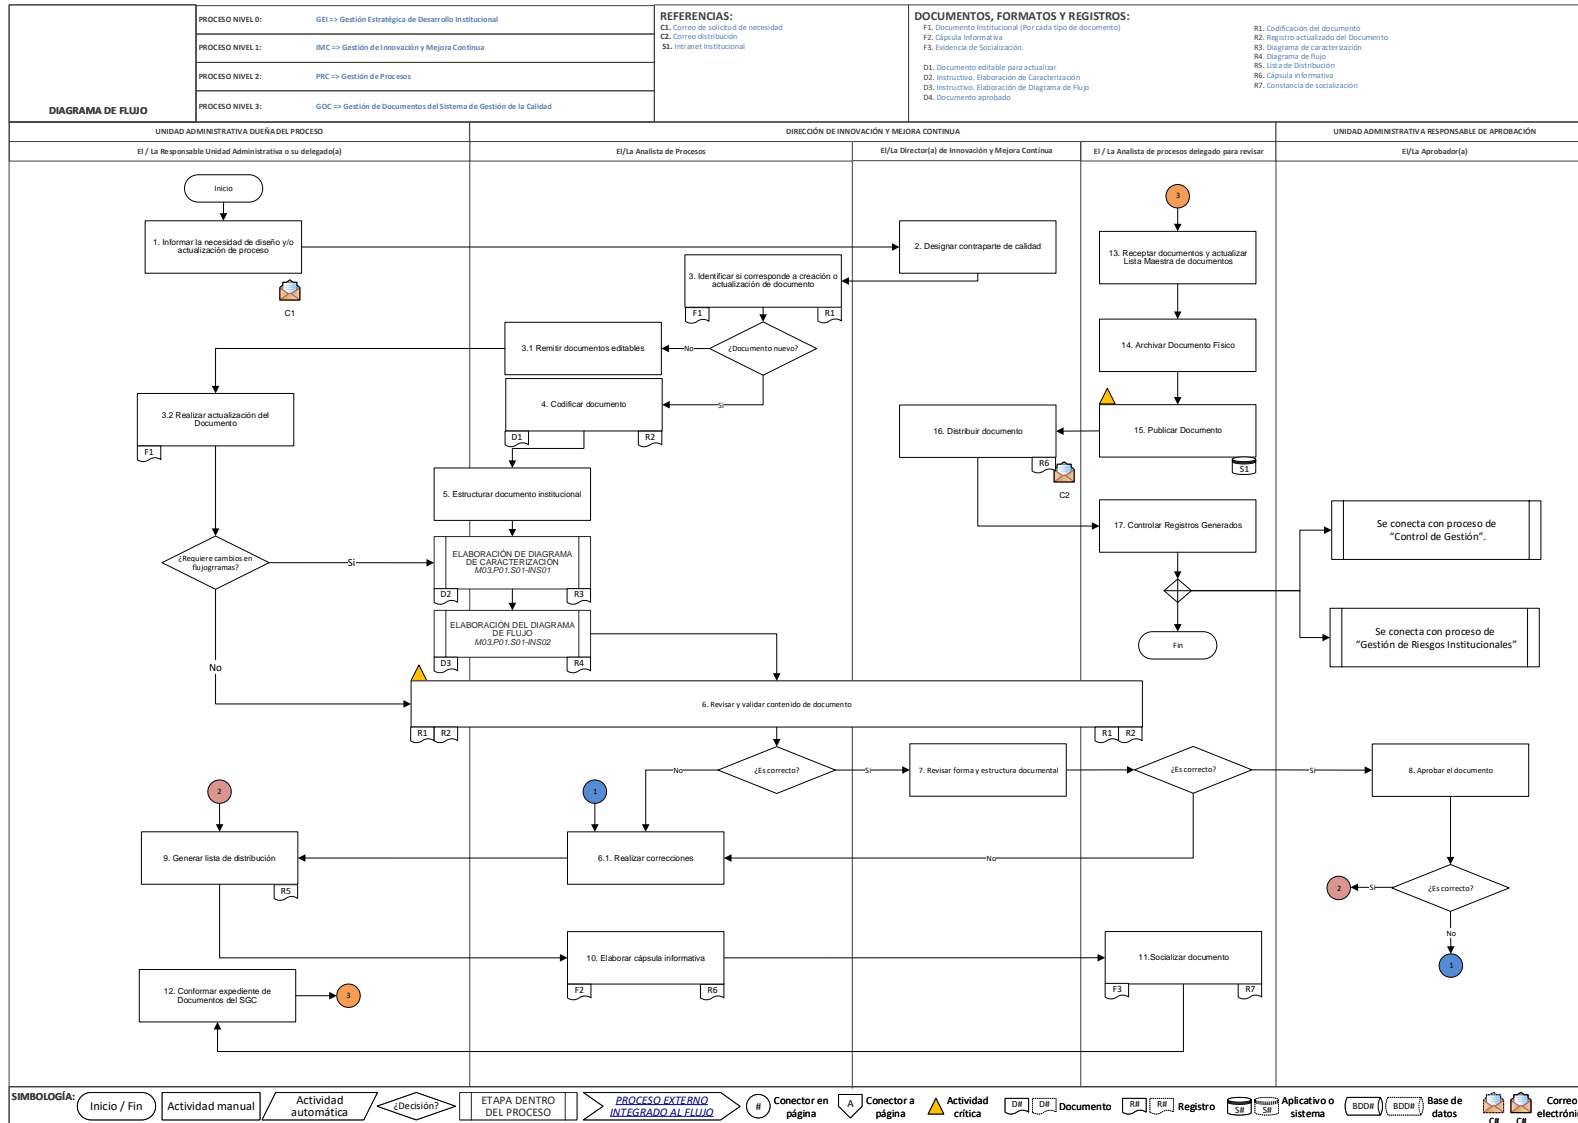 DIAGRAMA DE FLUJO
PROCESO NIVEL 0: GEI => Gestión Estratégica de Desarrollo Institucional
PROCESO NIVEL 1: IMC => Gestión de Innovación y Mejora Continua
PROCESO NIVEL 2: PRC => Gestión de Procesos
PROCESO NIVEL 3: GOC => Gestión de Documentos del Sistema de Gestión de la Calidad
REFERENCIAS:
C1. Correo de solicitud de necesidad
C2. Correo distribución
S1. Intranet Institucional
DOCUMENTOS, FORMATOS Y REGISTROS:
F1. Documento Institucional (Por cada tipo de documento)
F2. Cápsula Informativa
F3. Evidencia de Socialización.
D1. Documento editable para actualizar
D2. Instructivo. Elaboración de Caracterización
D3. Instructivo. Elaboración de Diagrama de Flujo
D4. Documento aprobado
R1. Codificación del documento
R2. Registro actualizado del Documento
R3. Diagrama de caracterización
R4. Diagrama de flujo
R5. Lista de Distribución
R6. Cápsula informativa
R7. Constancia de socialización
UNIDAD ADMINISTRATIVA DUEÑA DEL PROCESO
DIRECCIÓN DE INNOVACIÓN Y MEJORA CONTINUA
UNIDAD ADMINISTRATIVA RESPONSABLE DE APROBACIÓN
El / La Responsable Unidad Administrativa o su delegado(a)
El/La Analista de Procesos
El/La Director(a) de Innovación y Mejora Contínua
El / La Analista de procesos delegado para revisar
El/La Aprobador(a)
Inicio
3
1. Informar la necesidad de diseño y/o
actualización de proceso
C1
2. Designar contraparte de calidad
13. Receptar documentos y actualizar
Lista Maestra de documentos
3. Identificar si corresponde a creación o
actualización de documento
F1
R1
3.1 Remitir documentos editables
No
¿Documento nuevo?
14. Archivar Documento Físico
4. Codificar documento
Si
D1
R2
3.2 Realizar actualización del
Documento
F1
16. Distribuir documento
R6
C2
15. Publicar Documento
S1
5. Estructurar documento institucional
17. Controlar Registros Generados
Se conecta con proceso de
“Control de Gestión”.
¿Requiere cambios en
flujogrramas?
Si
ELABORACIÓN DE DIAGRAMA
DE CARACTERIZACIÓN
M03.P01.S01-INS01
D2
R3
ELABORACIÓN DEL DIAGRAMA
DE FLUJO
M03.P01.S01-INS02
D3
R4
Fin
Se conecta con proceso de
“Gestión de Riesgos Institucionales”
No
6. Revisar y validar contenido de documento
R1
R2
R1
R2
No
¿Es correcto?
Si
7. Revisar forma y estructura documental
¿Es correcto?
Si
8. Aprobar el documento
2
1
9. Generar lista de distribución
R5
6.1. Realizar correcciones
No
2
Si
¿Es correcto?
No
1
10. Elaborar cápsula informativa
F2
R6
11.Socializar documento
F3
R7
12. Conformar expediente de
Documentos del SGC
3
SIMBOLOGÍA:
Inicio / Fin
Actividad manual
Actividad
automática
¿Decisión?
ETAPA DENTRO
DEL PROCESO
PROCESO EXTERNO
INTEGRADO AL FLUJO
#
Conector en
página
A
Conector a
página
Actividad
crítica
D#
D#
Documento
R#
R#
Registro
S#
S#
Aplicativo o
sistema
BDD#
BDD#
Base de
datos
C#
C#
Correo
electrónic